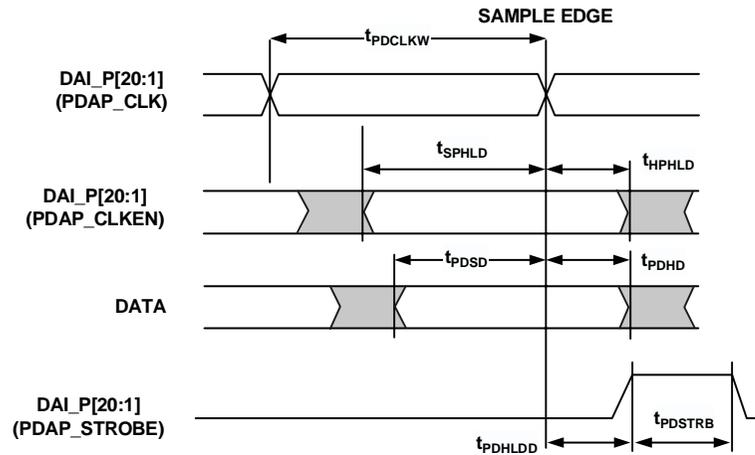 SAMPLE EDGE
tPDCLKW
DAI_P[20:1]
(PDAP_CLK)
tSPHLD
tHPHLD
DAI_P[20:1]
(PDAP_CLKEN)
tPDSD
tPDHD
DATA
DAI_P[20:1]
(PDAP_STROBE)
tPDHLDD
tPDSTRB